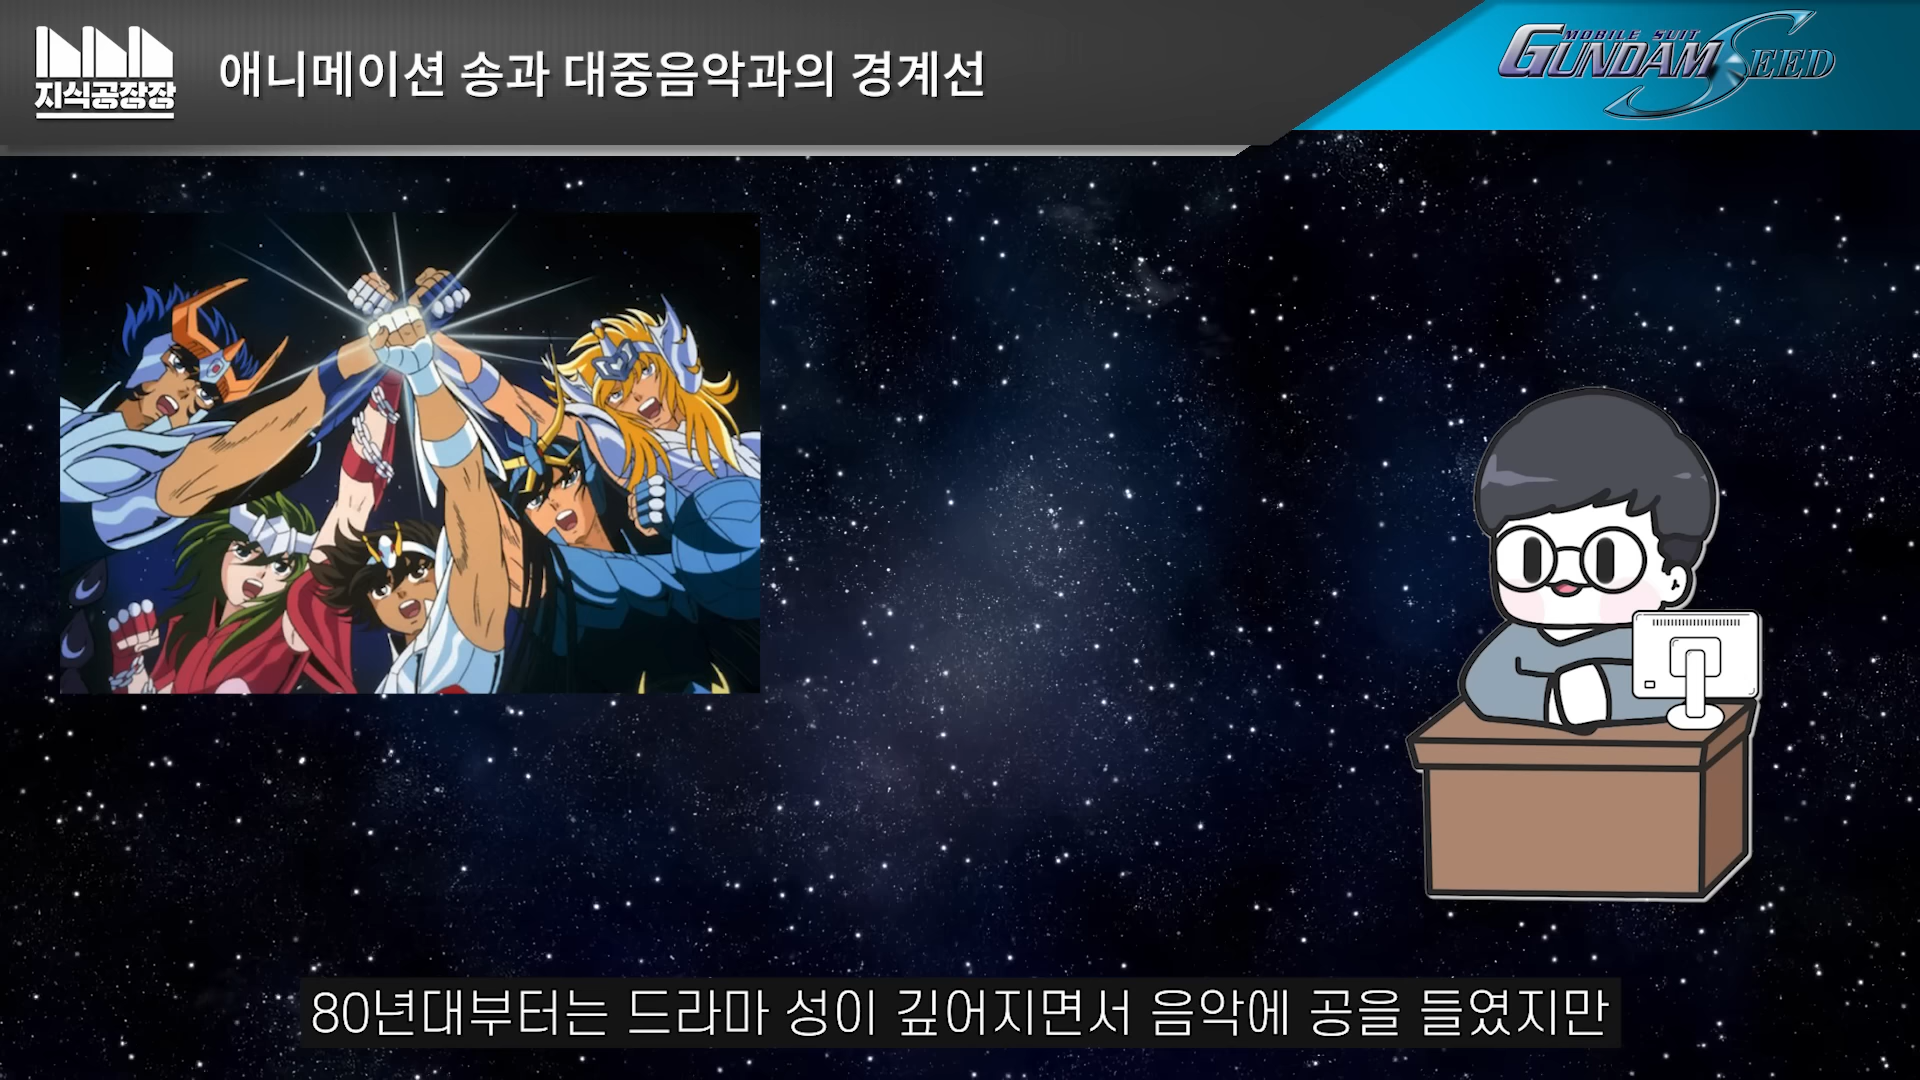 지식공장장
애니메이션 송과 대중음악과의 경계선
MOBILE SUIT
GUNDAM SEED
80년대부터는 드라마 성이 깊어지면서 음악에 공을 들였지만